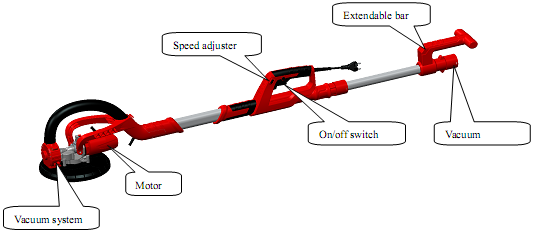 Extendable bar
Speed adjuster
On/off switch
Vacuum
Motor
Vacuum system